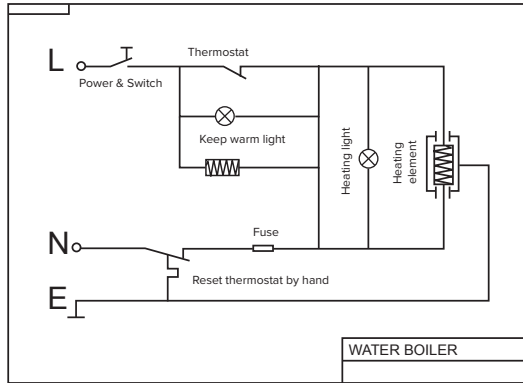 L
Power & Switch
Thermostat
Keep warm light
Heating light
Heating
element
N
Fuse
Reset thermostat by hand
E
WATER BOILER